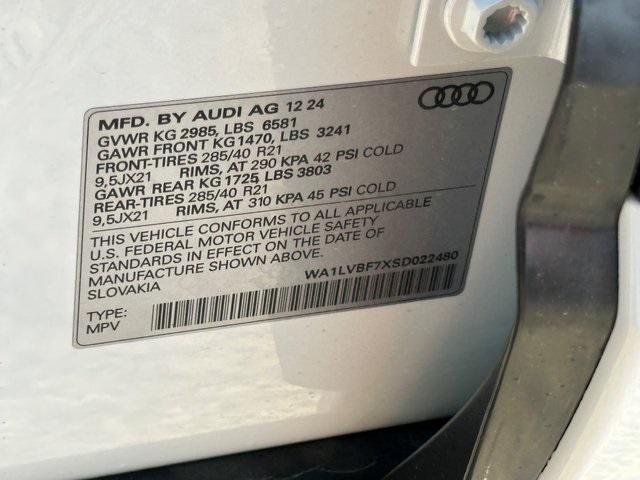 MFD. BY AUDI AG 12 24
GVWR KG 2985, LBS 6581
GAWR FRONT KG 1470, LBS 3241
FRONT-TIRES 285/40 R21
9,5JX21 RIMS, AT 290 KPA 42 PSI COLD
GAWR REAR KG 1725, LBS 3803
REAR-TIRES 285/40 R21
9,5JX21 RIMS, AT 310 KPA 45 PSI COLD
THIS VEHICLE CONFORMS TO ALL APPLICABLE
U.S. FEDERAL MOTOR VEHICLE SAFETY
STANDARDS IN EFFECT ON THE DATE OF
MANUFACTURE SHOWN ABOVE.
SLOVAKIA
WA1LVBF7XSD022480
TYPE:
MPV